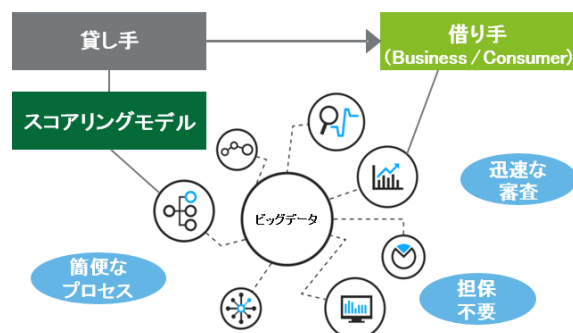 貸し手
借り手
(Business / Consumer)
スコアリングモデル
迅速な
審査
ビッグデータ
簡便な
プロセス
担保
不要